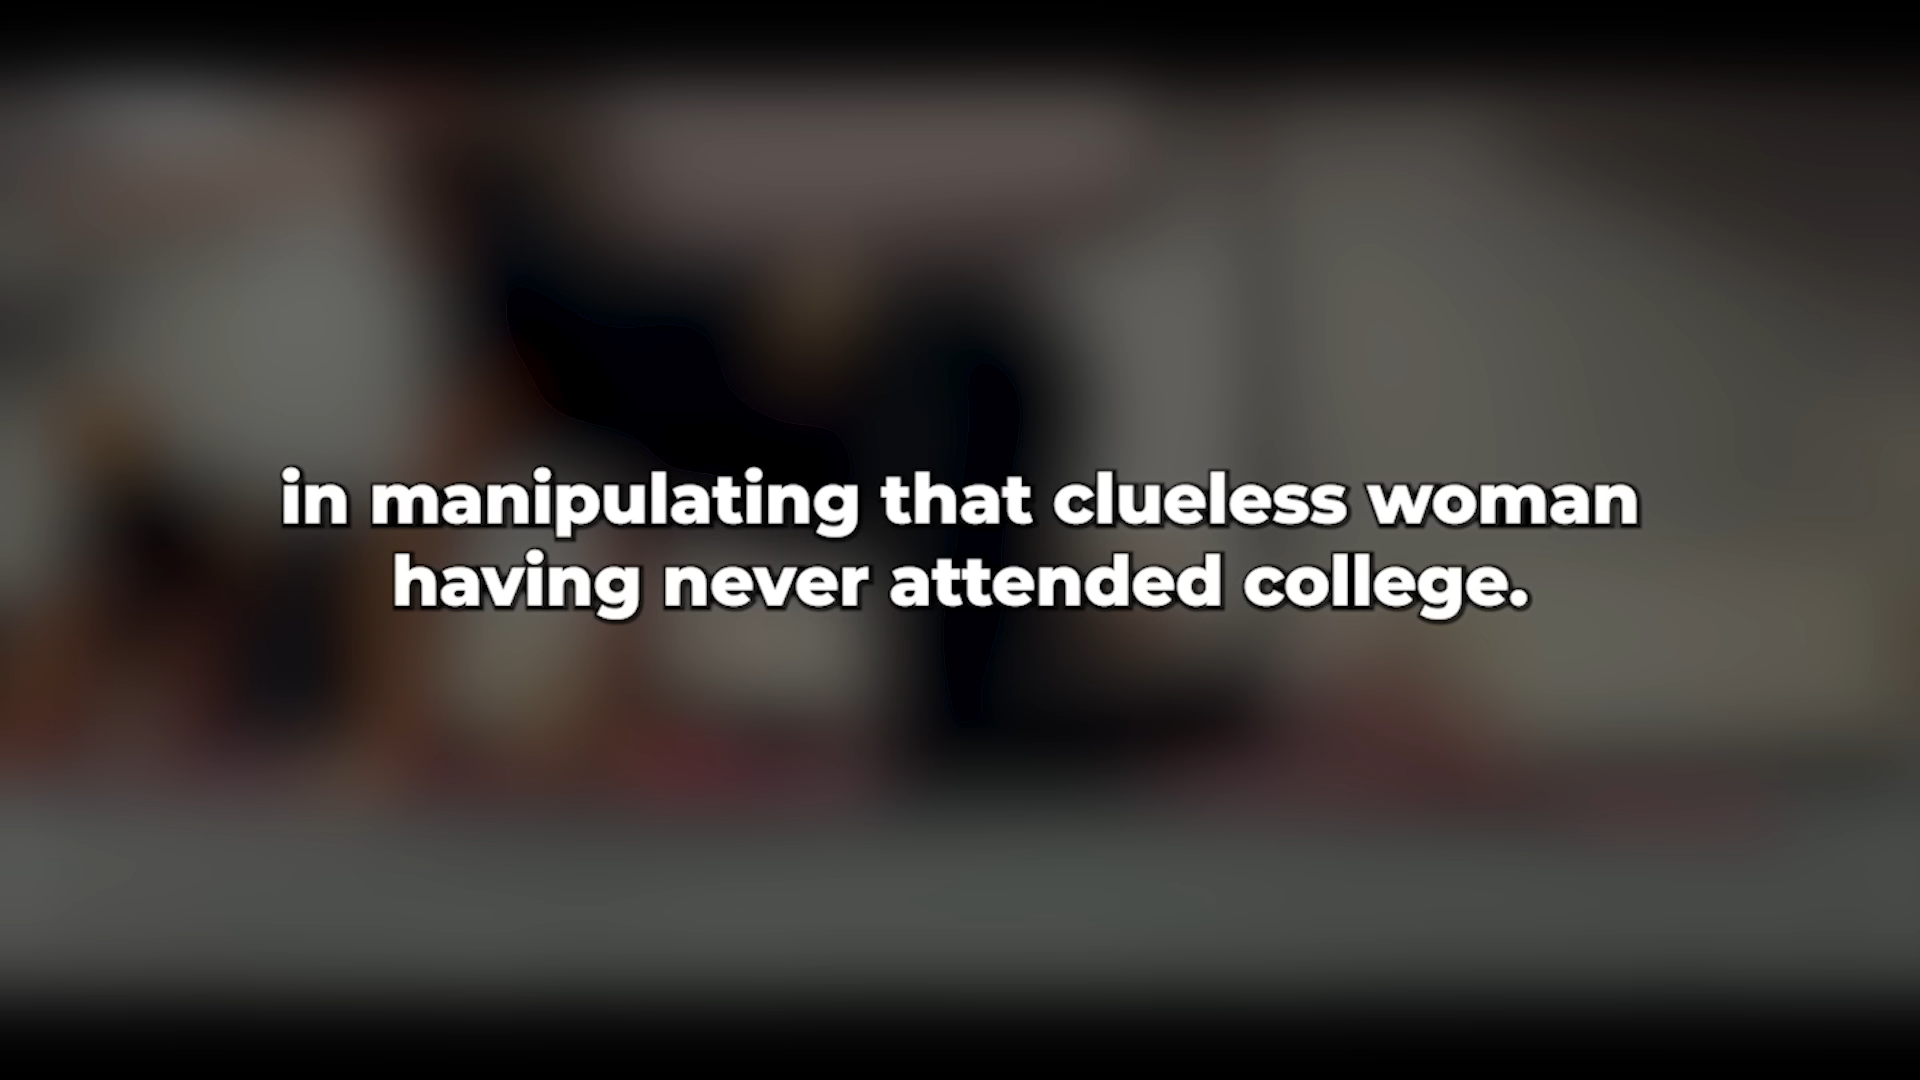 in manipulating that clueless woman
having never attended college.